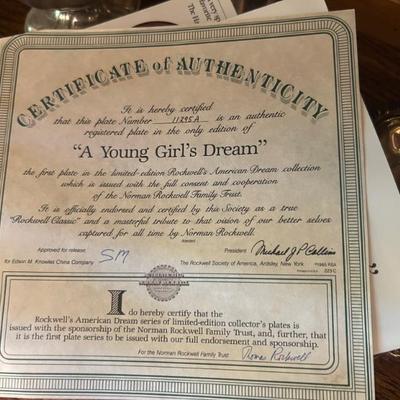 CERTIFICATE of AUTHENTICITY
It is hereby certified
that this plate Number 11295A is an authentic
registered plate in the only edition of
"A Young Girl's Dream"
the first plate in the limited-edition Rockwell's American Dream collection
which is issued with the full consent and cooperation
of the Norman Rockwell Family Trust.
It is officially endorsed and certified by this Society as a true
"Rockwell Classic" and a masterful tribute to that vision of our better selves
captured for all time by Norman Rockwell.
Approved for release:
SM
for Edwin M. Knowles China Company
President
Michael J P Collins
The Rockwell Society of America, Ardsley, New York
I do hereby certify that the
Rockwell's American Dream series of limited-edition collector's plates is
issued with the sponsorship of the Norman Rockwell Family Trust, and, further, that
it is the first plate series to be issued with our full endorsement and sponsorship.
For the Norman Rockwell Family Trust
Thomas Rockwell